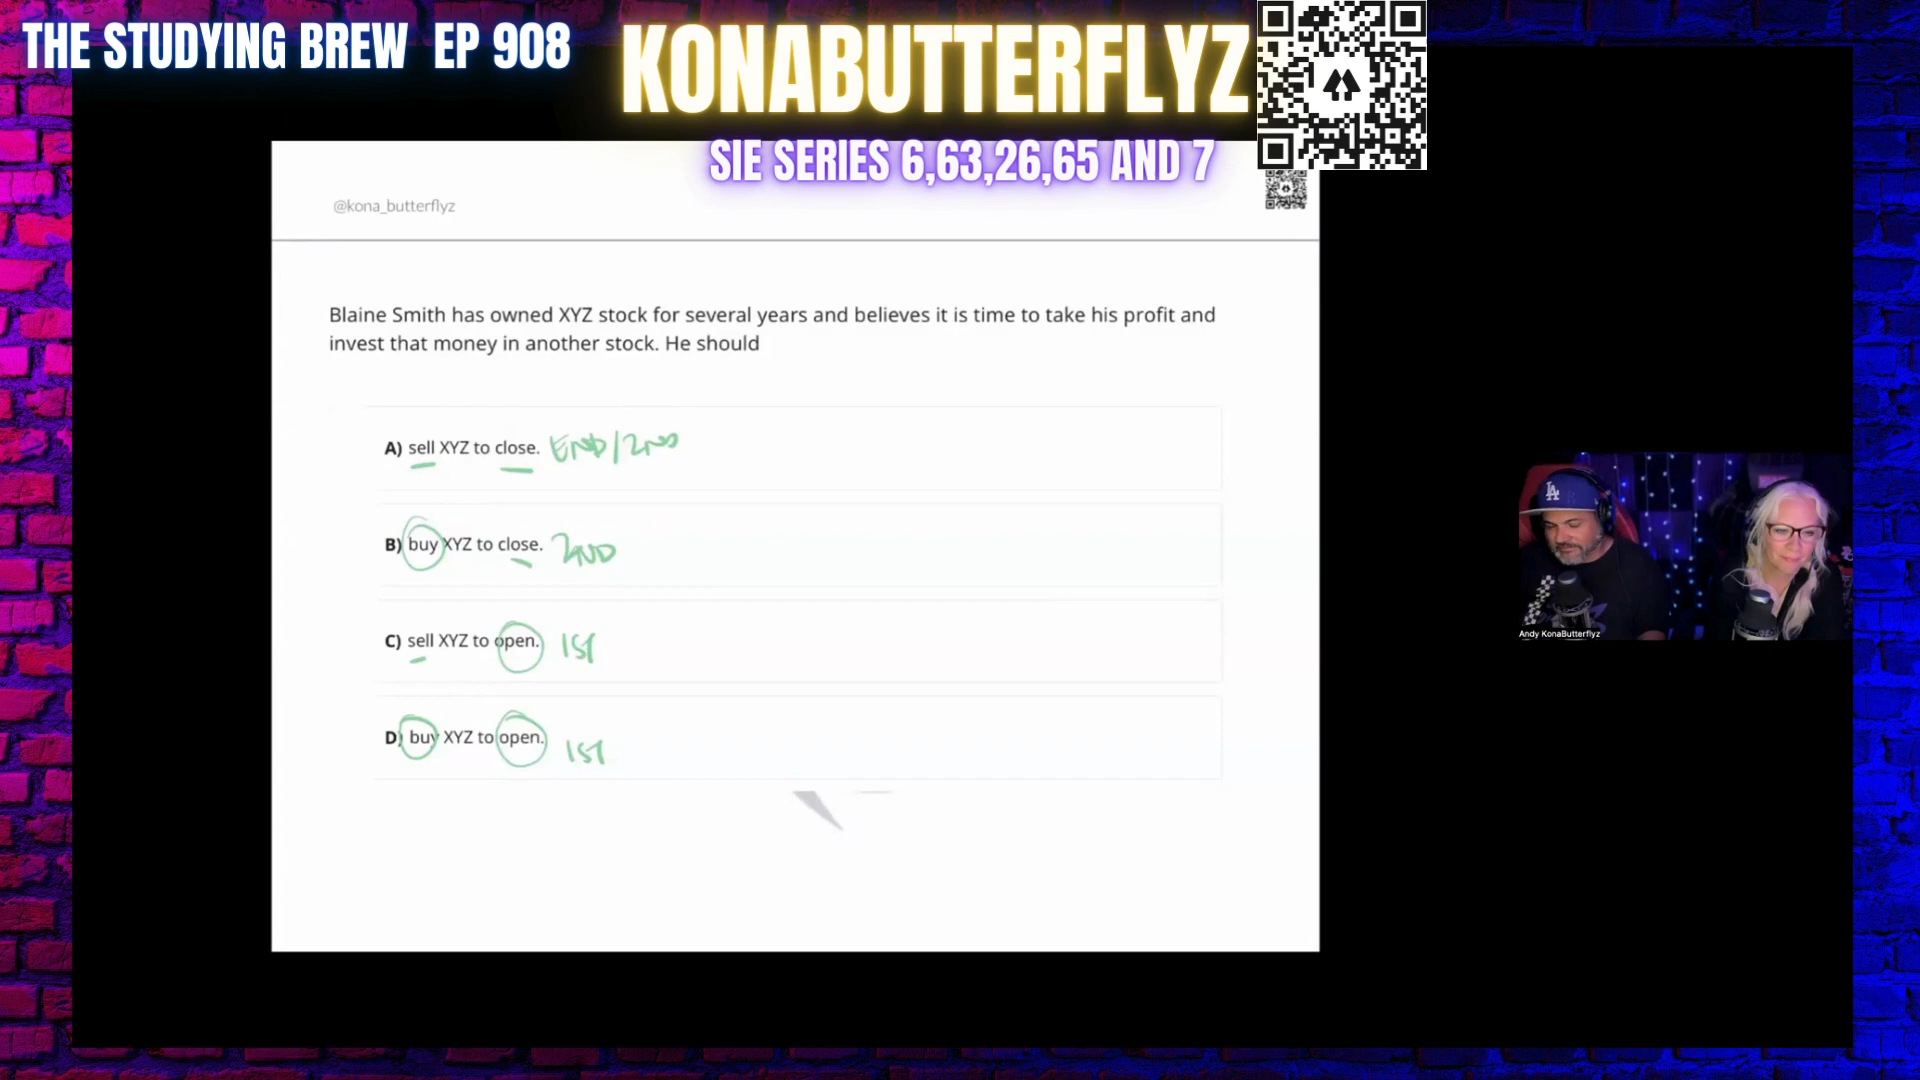 THE STUDYING BREW EP 908
KONABUTTERFLYZ
SIE SERIES 6,63,26,65 AND 7
@kona_butterflyz
Blaine Smith has owned XYZ stock for several years and believes it is time to take his profit and
invest that money in another stock. He should
A) sell XYZ to close. END/2ND
B) buy XYZ to close. 2ND
C) sell XYZ to open. 1ST
D) buy XYZ to open. 1ST
LA
Andy KonaButterflyz